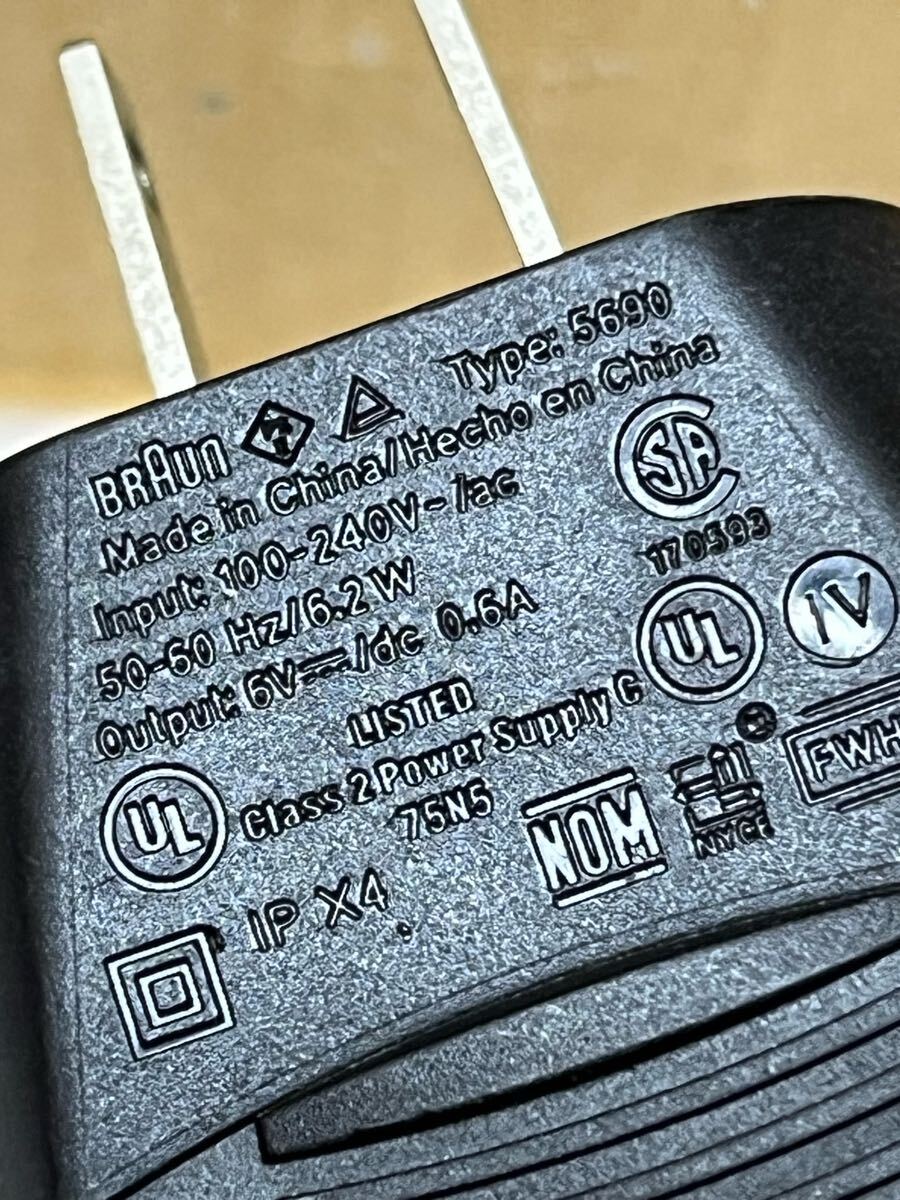 Type: 5690
BRAUN
Made in China/Hecho en China
Input: 100-240V~/ac
50-60 Hz/6.2W
Output: 6V⎓/dc 0.6A
SA
170593
UL
IV
LISTED
UL
Class 2 Power Supply
75N5
NOM
NYCE
FWH
IP X4